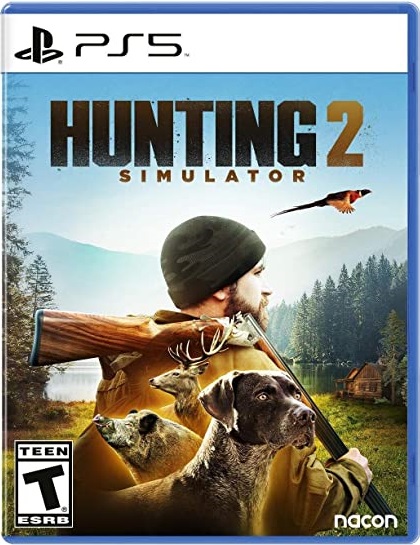 PS5
HUNTING 2
SIMULATOR
TEEN
T
ESRB
nacon